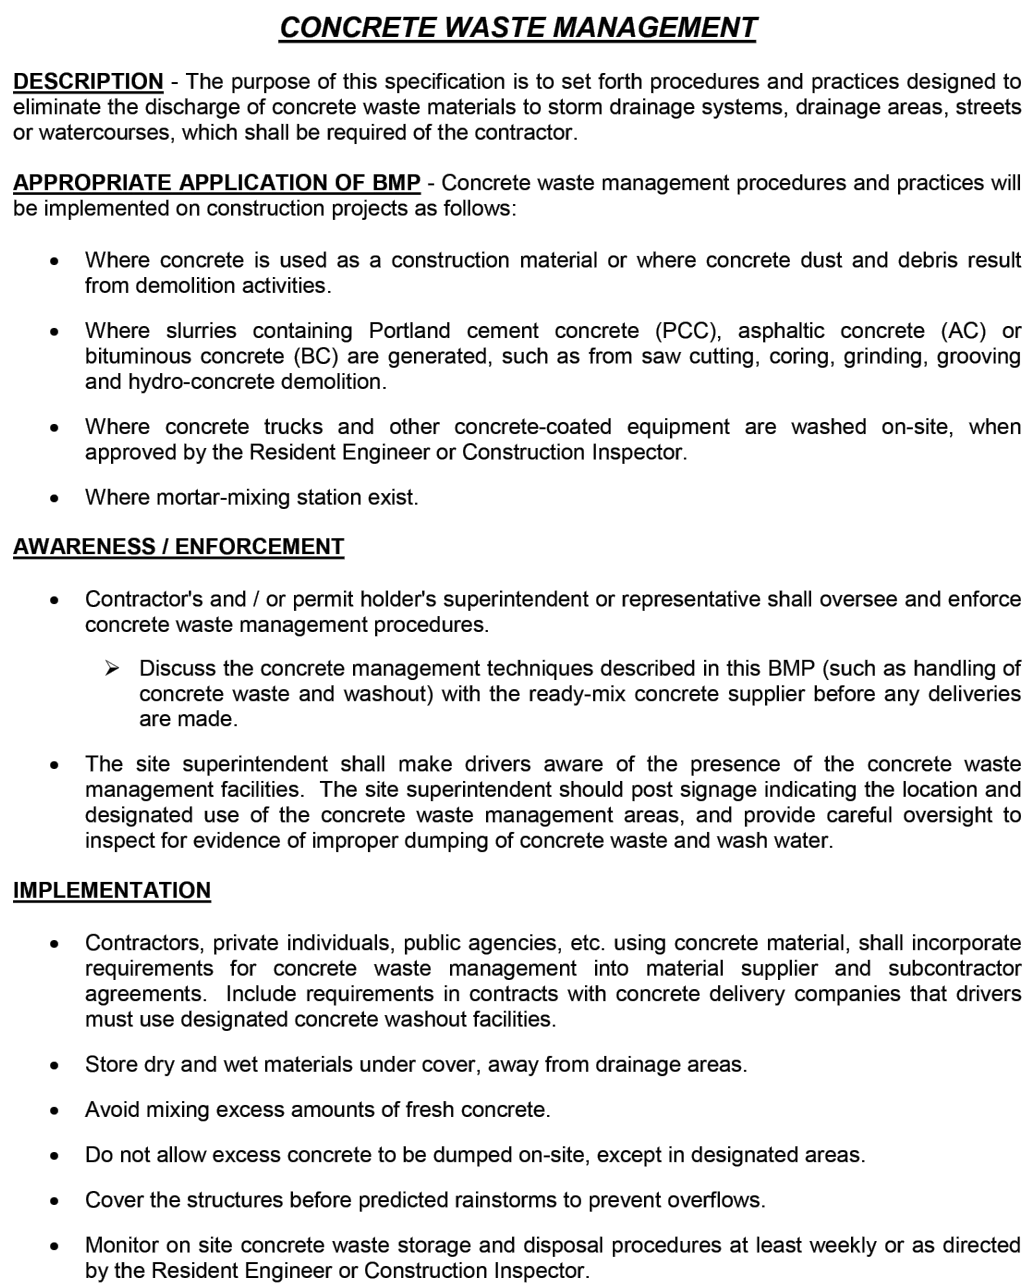 CONCRETE WASTE MANAGEMENT
DESCRIPTION - The purpose of this specification is to set forth procedures and practices designed to
eliminate the discharge of concrete waste materials to storm drainage systems, drainage areas, streets
or watercourses, which shall be required of the contractor.
APPROPRIATE APPLICATION OF BMP - Concrete waste management procedures and practices will
be implemented on construction projects as follows:
• Where concrete is used as a construction material or where concrete dust and debris result
from demolition activities.
• Where slurries containing Portland cement concrete (PCC), asphaltic concrete (AC) or
bituminous concrete (BC) are generated, such as from saw cutting, coring, grinding, grooving
and hydro-concrete demolition.
• Where concrete trucks and other concrete-coated equipment are washed on-site, when
approved by the Resident Engineer or Construction Inspector.
• Where mortar-mixing station exist.
AWARENESS / ENFORCEMENT
• Contractor's and / or permit holder's superintendent or representative shall oversee and enforce
concrete waste management procedures.
➢ Discuss the concrete management techniques described in this BMP (such as handling of
concrete waste and washout) with the ready-mix concrete supplier before any deliveries
are made.
• The site superintendent shall make drivers aware of the presence of the concrete waste
management facilities. The site superintendent should post signage indicating the location and
designated use of the concrete waste management areas, and provide careful oversight to
inspect for evidence of improper dumping of concrete waste and wash water.
IMPLEMENTATION
• Contractors, private individuals, public agencies, etc. using concrete material, shall incorporate
requirements for concrete waste management into material supplier and subcontractor
agreements. Include requirements in contracts with concrete delivery companies that drivers
must use designated concrete washout facilities.
• Store dry and wet materials under cover, away from drainage areas.
• Avoid mixing excess amounts of fresh concrete.
• Do not allow excess concrete to be dumped on-site, except in designated areas.
• Cover the structures before predicted rainstorms to prevent overflows.
• Monitor on site concrete waste storage and disposal procedures at least weekly or as directed
by the Resident Engineer or Construction Inspector.